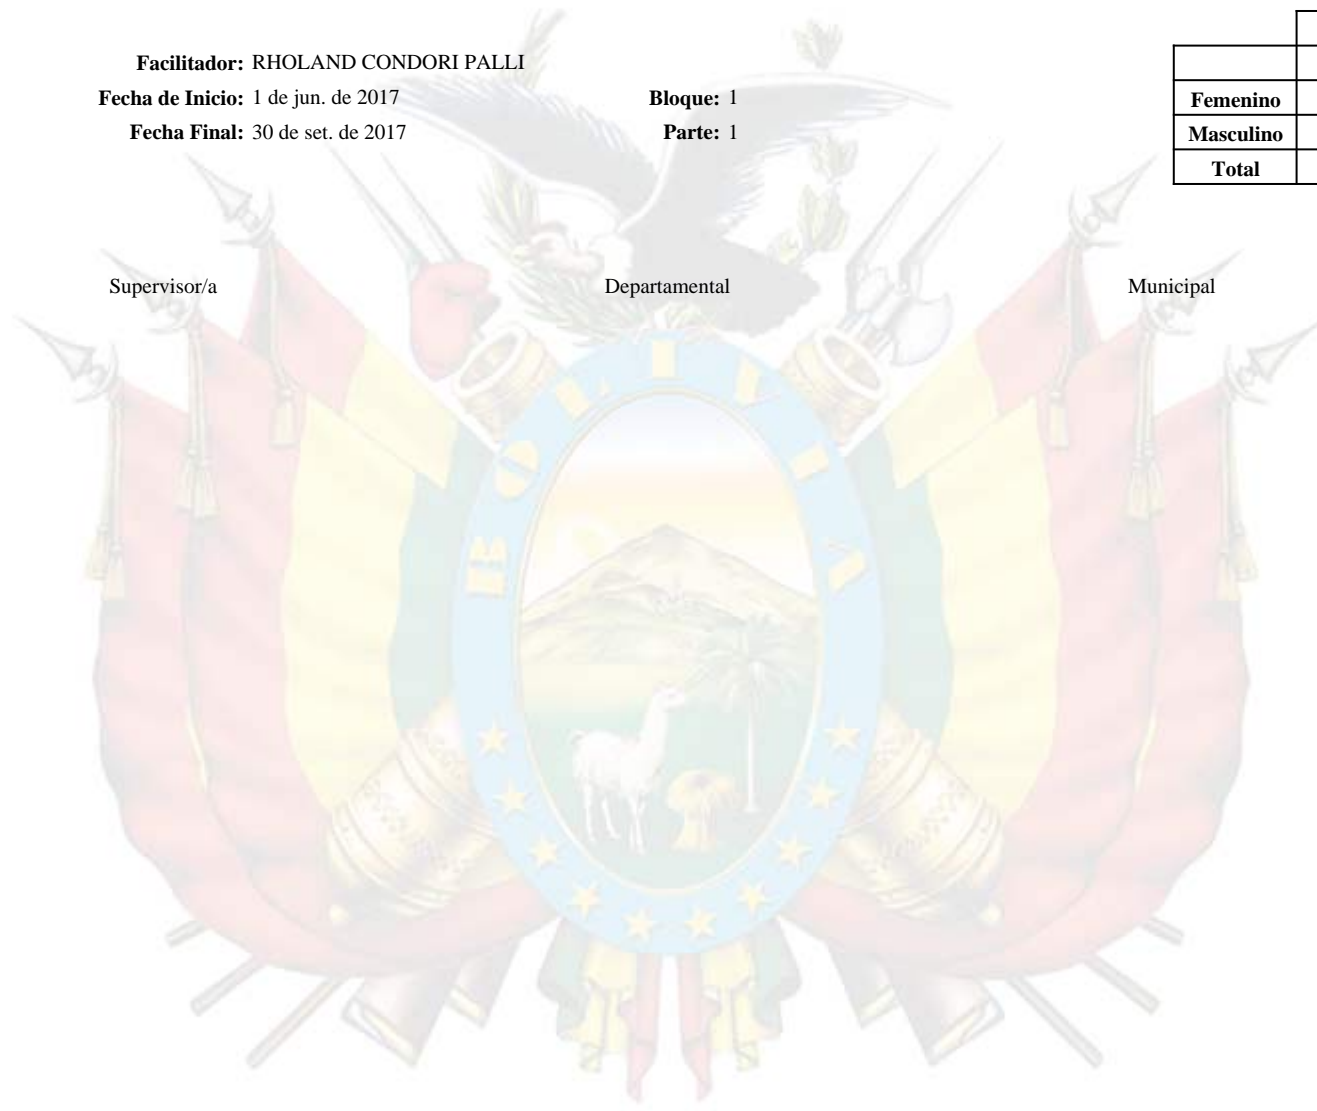 Facilitador: RHOLAND CONDORI PALLI
Fecha de Inicio: 1 de jun. de 2017 Bloque: 1
Fecha Final: 30 de set. de 2017 Parte: 1
Femenino
Masculino
Total
Supervisor/a Departamental Municipal
BOLIVIA